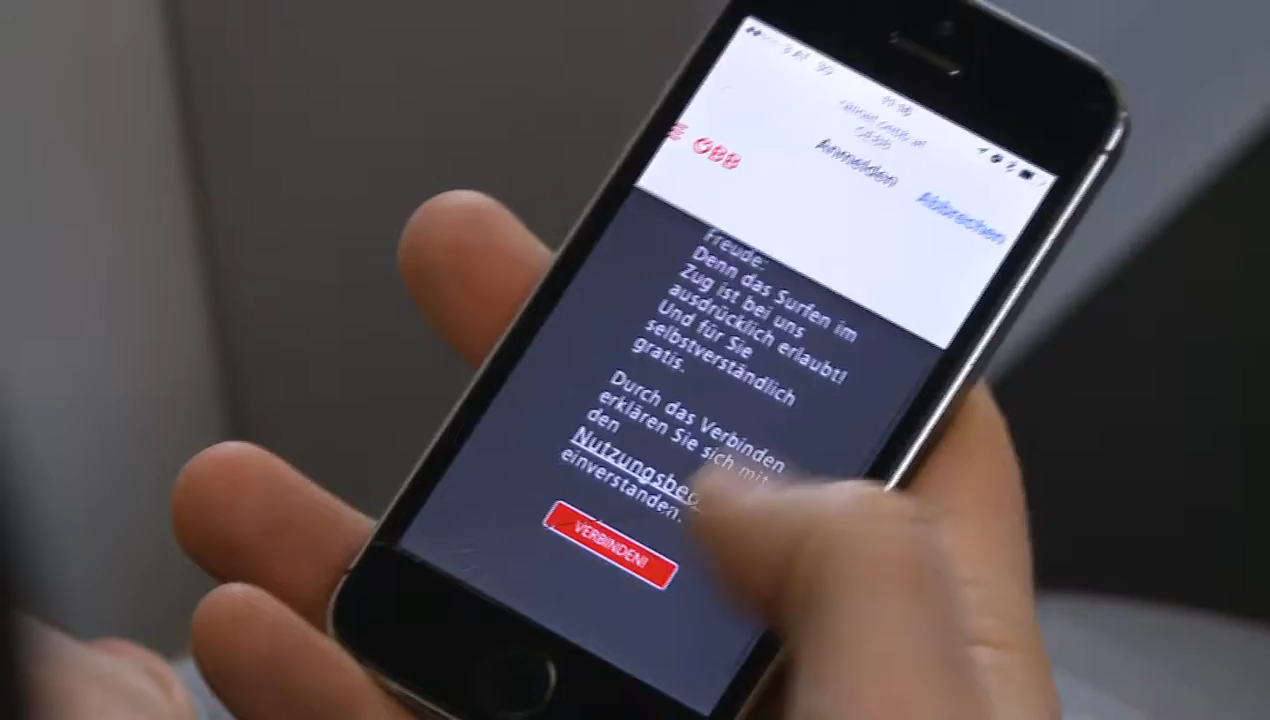 Anmelden
Abbrechen
ÖBB
Freude:
Denn das Surfen im
Zug ist bei uns
ausdrücklich erlaubt!
Und für Sie
selbstverständlich
gratis.
Durch das Verbinden
erklären Sie sich mit
den
einverstanden.
VERBINDEN!